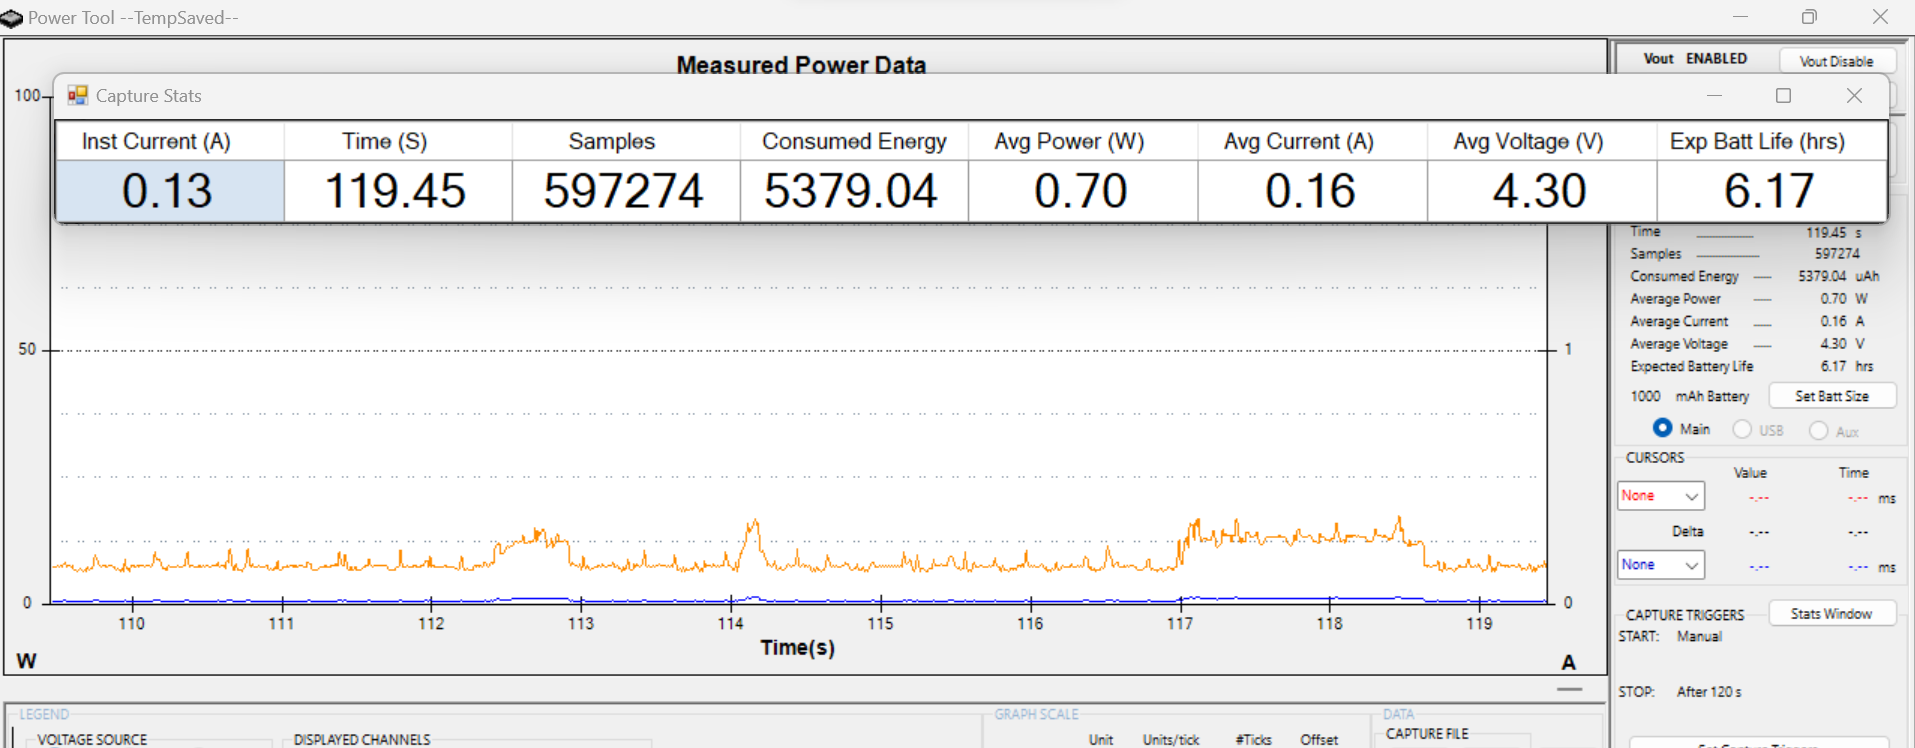 Power Tool --TempSaved--
Measured Power Data
Vout ENABLED
Vout Disable
Capture Stats
Inst Current (A) Time (S) Samples Consumed Energy Avg Power (W) Avg Current (A) Avg Voltage (V) Exp Batt Life (hrs)
0.13 119.45 597274 5379.04 0.70 0.16 4.30 6.17
100
50
0
1
0
110 111 112 113 114 115 116 117 118 119
Time(s)
W
A
Time 119.45 s
Samples 597274
Consumed Energy 5379.04 uAh
Average Power 0.70 W
Average Current 0.16 A
Average Voltage 4.30 V
Expected Battery Life 6.17 hrs
1000 mAh Battery Set Batt Size
Main USB Aux
CURSORS
Value Time
None -.-- -.-- ms
Delta -.-- -.--
None -.-- -.-- ms
CAPTURE TRIGGERS Stats Window
START: Manual
STOP: After 120 s
LEGEND
VOLTAGE SOURCE
DISPLAYED CHANNELS
GRAPH SCALE
Unit Units/tick #Ticks Offset
DATA
CAPTURE FILE